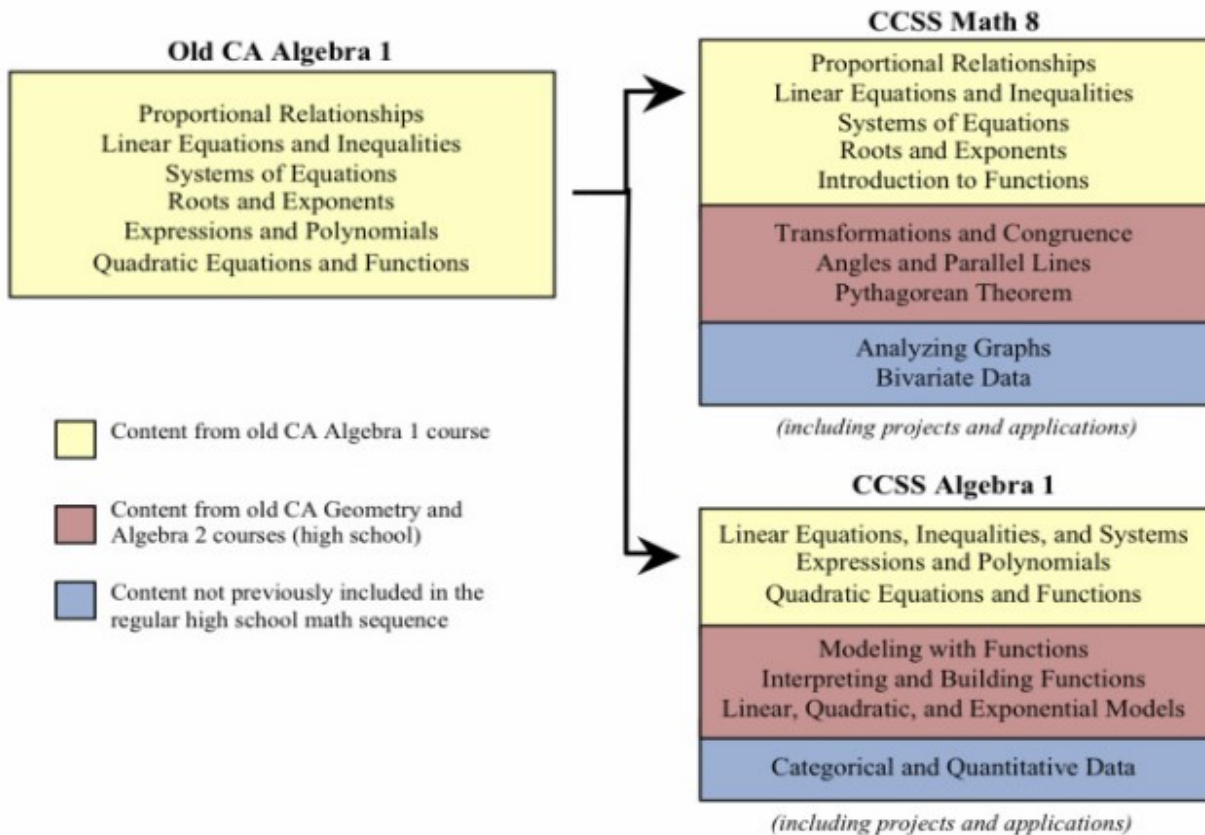 Old CA Algebra 1
Proportional Relationships
Linear Equations and Inequalities
Systems of Equations
Roots and Exponents
Expressions and Polynomials
Quadratic Equations and Functions
Content from old CA Algebra 1 course
Content from old CA Geometry and
Algebra 2 courses (high school)
Content not previously included in the
regular high school math sequence
CCSS Math 8
Proportional Relationships
Linear Equations and Inequalities
Systems of Equations
Roots and Exponents
Introduction to Functions
Transformations and Congruence
Angles and Parallel Lines
Pythagorean Theorem
Analyzing Graphs
Bivariate Data
(including projects and applications)
CCSS Algebra 1
Linear Equations, Inequalities, and Systems
Expressions and Polynomials
Quadratic Equations and Functions
Modeling with Functions
Interpreting and Building Functions
Linear, Quadratic, and Exponential Models
Categorical and Quantitative Data
(including projects and applications)